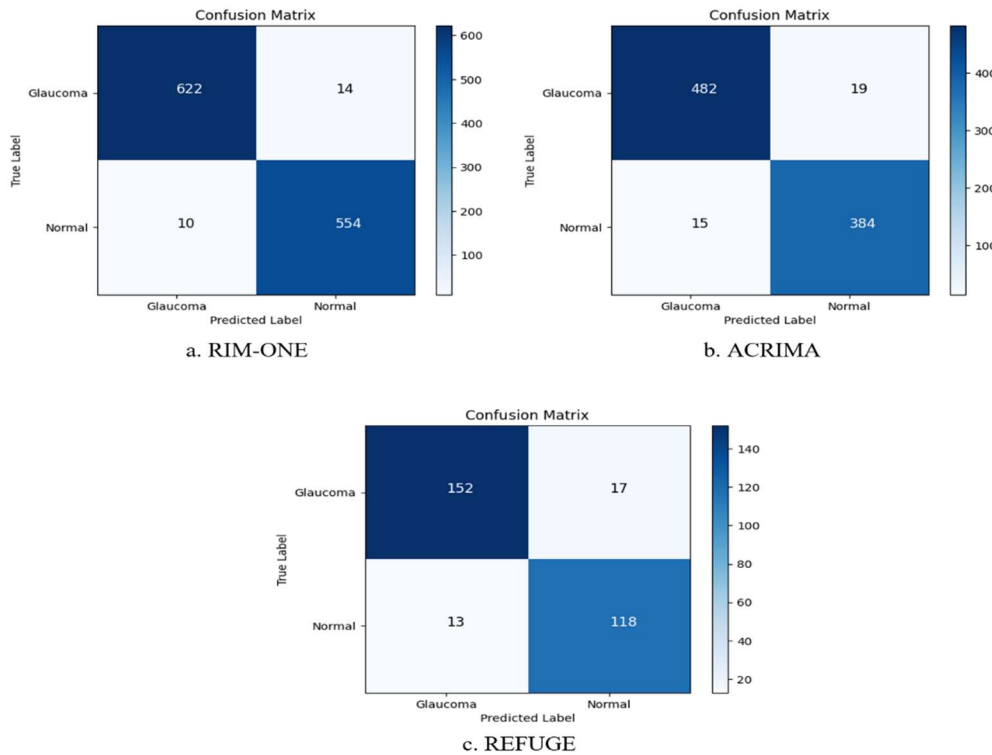 Confusion Matrix
Glaucoma
Normal
True Label
622 14
10 554
Glaucoma Normal
Predicted Label
600
500
400
300
200
100
a. RIM-ONE
Confusion Matrix
Glaucoma
Normal
True Label
482 19
15 384
Glaucoma Normal
Predicted Label
400
300
200
100
b. ACRIMA
Confusion Matrix
Glaucoma
Normal
True Label
152 17
13 118
Glaucoma Normal
Predicted Label
140
120
100
80
60
40
20
c. REFUGE